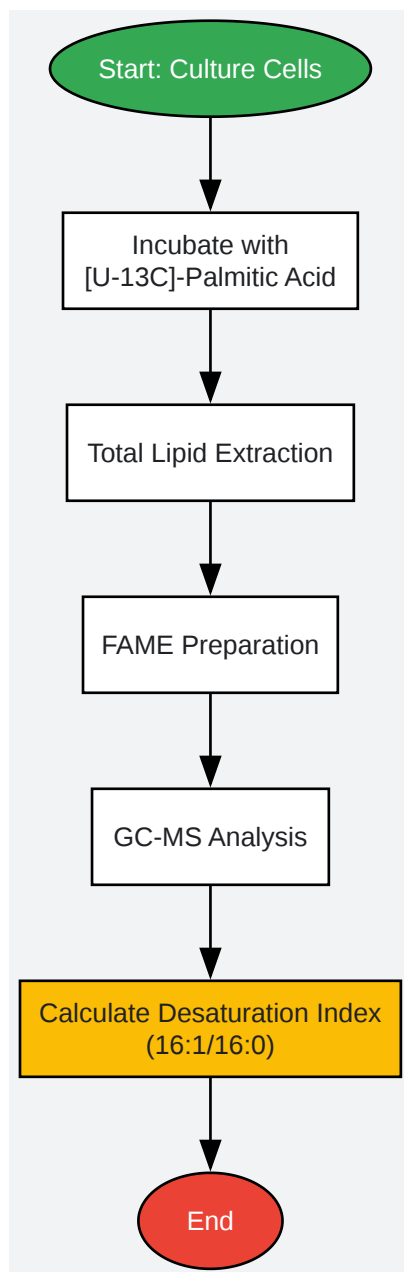 Start: Culture Cells
Incubate with
[U-13C]-Palmitic Acid
Total Lipid Extraction
FAME Preparation
GC-MS Analysis
Calculate Desaturation Index
(16:1/16:0)
End